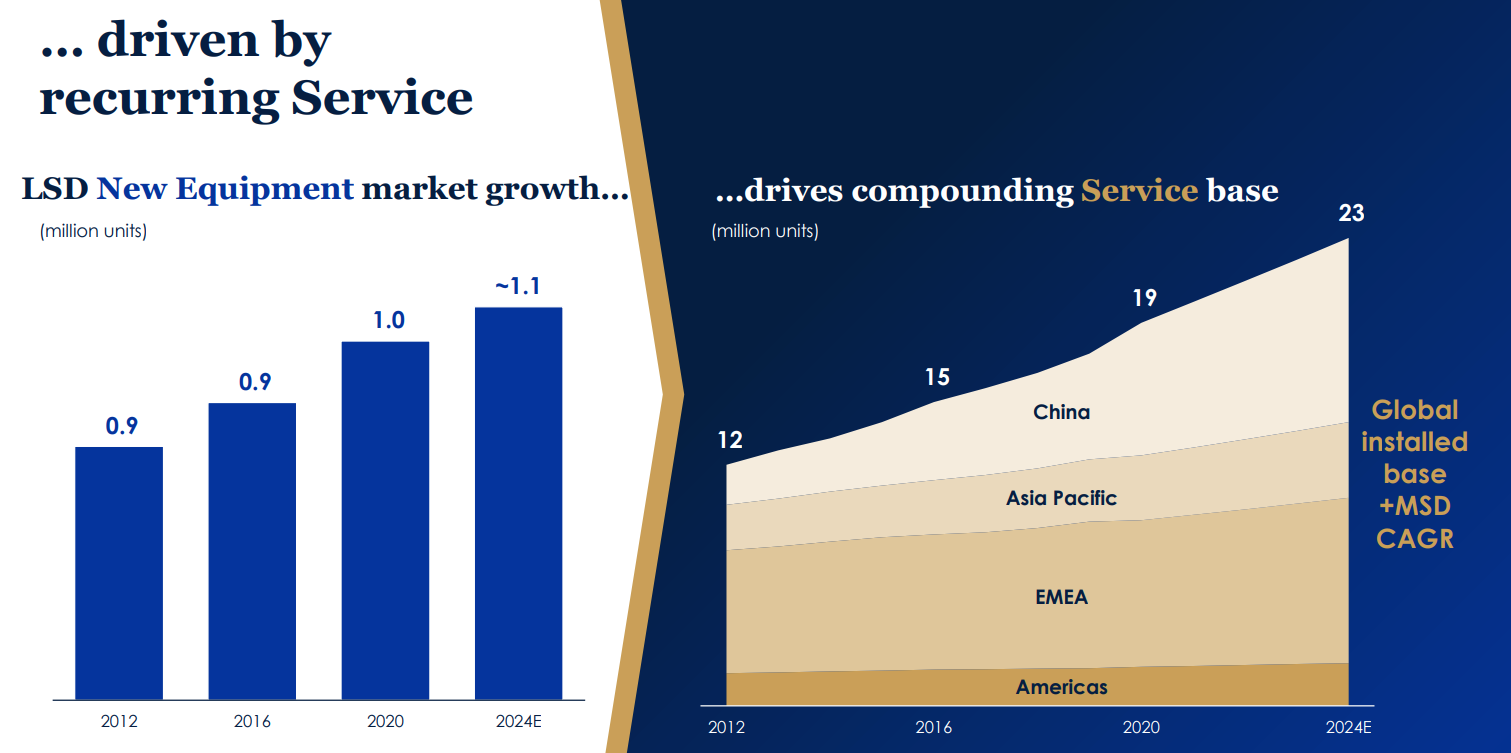 ... driven by
recurring Service
LSD New Equipment market growth...
(million units)
0.9
0.9
1.0
~1.1
2012
2016
2020
2024E
...drives compounding Service base
(million units)
12
15
19
23
China
Asia Pacific
EMEA
Americas
2012
2016
2020
2024E
Global
installed
base
+MSD
CAGR